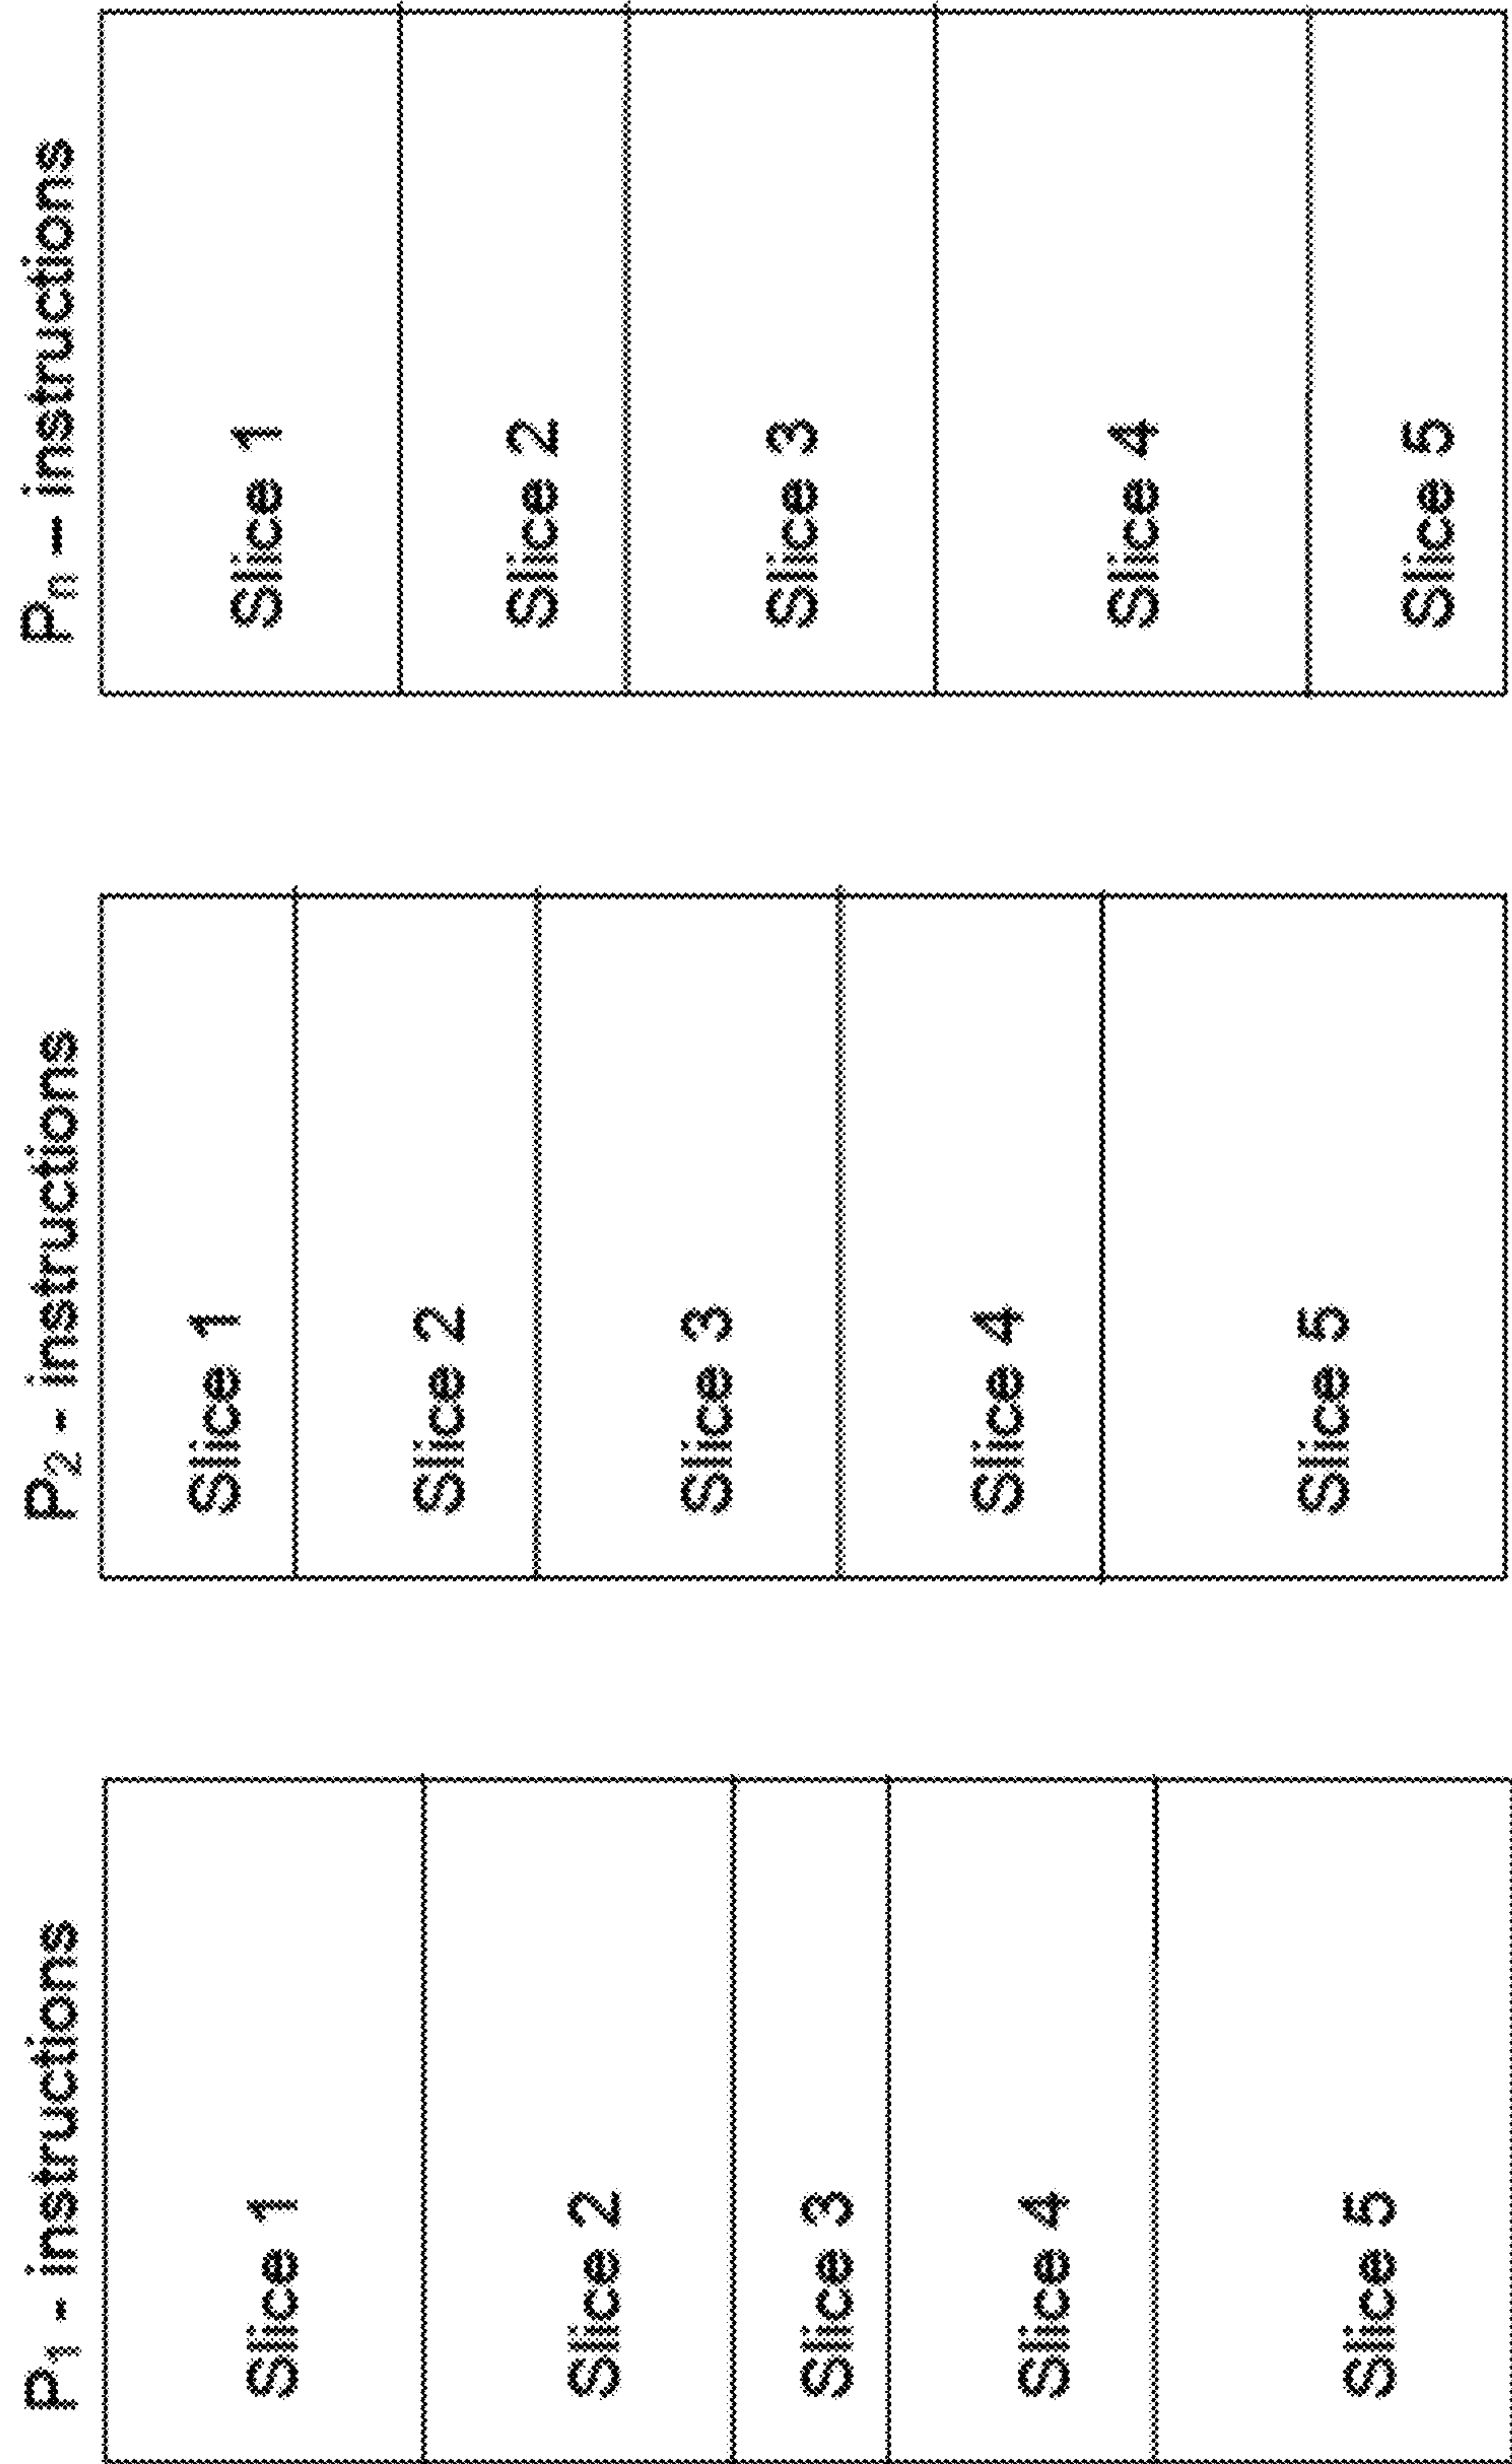 P1 - instructions
Slice 1
Slice 2
Slice 3
Slice 4
Slice 5
P2 - instructions
Slice 1
Slice 2
Slice 3
Slice 4
Slice 5
Pn – instructions
Slice 1
Slice 2
Slice 3
Slice 4
Slice 5